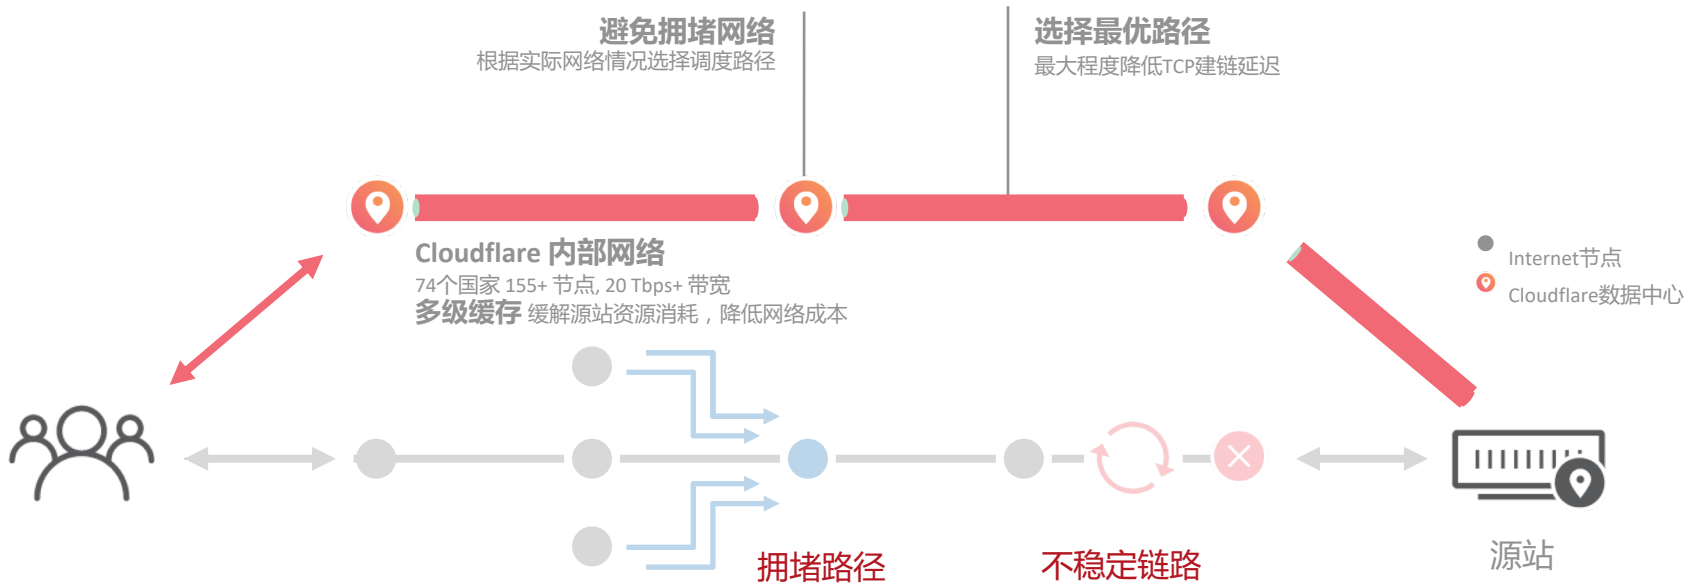 避免拥堵网络
根据实际网络情况选择调度路径
选择最优路径
最大程度降低TCP建链延迟
Cloudflare 内部网络
74个国家 155+ 节点, 20 Tbps+ 带宽
多级缓存 缓解源站资源消耗，降低网络成本
Internet节点
Cloudflare数据中心
拥堵路径
不稳定链路
源站